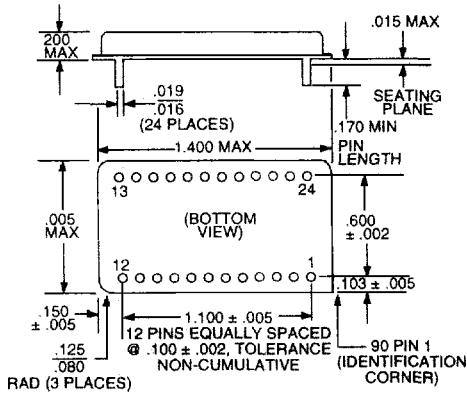 200
MAX
.015 MAX
.019
.016
(24 PLACES)
SEATING
PLANE
.170 MIN
PIN
LENGTH
1.400 MAX
13
24
.005
MAX
(BOTTOM
VIEW)
.600
± .002
12
1
.103 ± .005
.150
± .005
1.100 ± .005
12 PINS EQUALLY SPACED
@ .100 ± .002, TOLERANCE
NON-CUMULATIVE
.125
.080
RAD (3 PLACES)
90 PIN 1
(IDENTIFICATION
CORNER)